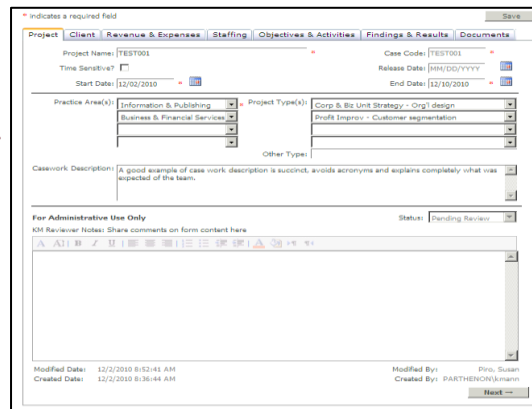 * Indicates a required field Save
Project Client Revenue & Expenses Staffing Objectives & Activities Findings & Results Documents
Project Name: TEST001 * Case Code: TEST001 *
Time Sensitive? Release Date: MM/DD/YYYY
Start Date: 12/02/2010 * End Date: 12/10/2010 *
Practice Area(s): Information & Publishing * Project Type(s): Corp & Biz Unit Strategy - Org'l design
Business & Financial Services Profit Improv - Customer segmentation
Other Type:
Casework Description: A good example of case work description is succinct, avoids acronyms and explains completely what was
expected of the team.
For Administrative Use Only Status: Pending Review
KM Reviewer Notes: Share comments on form content here
Modified Date: 12/2/2010 8:52:41 AM Modified By: Piro, Susan
Created Date: 12/2/2010 8:36:44 AM Created By: PARTHENON\kmann
Next →